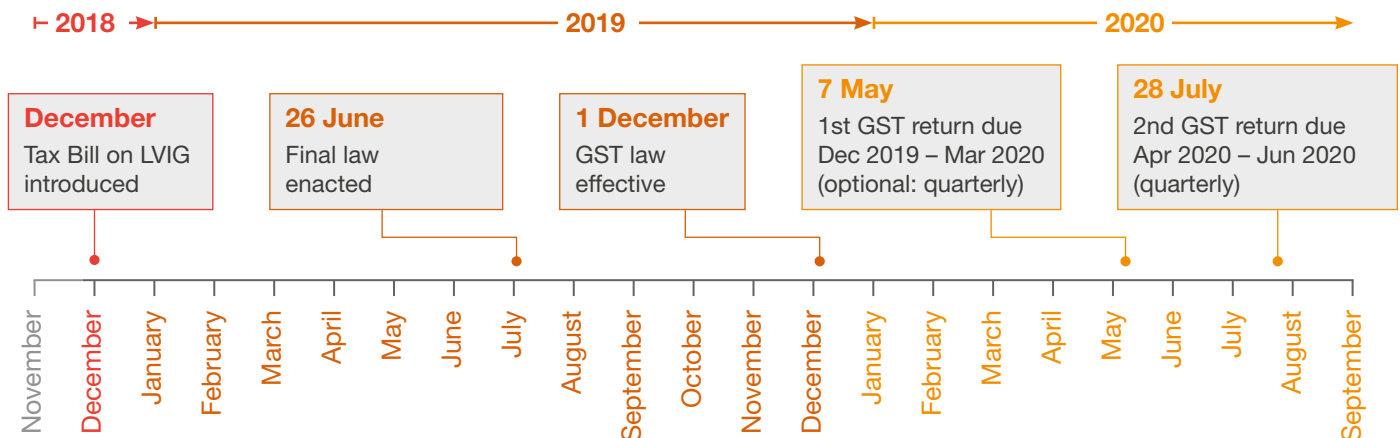 2018
2019
2020
December
Tax Bill on LVIG
introduced
26 June
Final law
enacted
1 December
GST law
effective
7 May
1st GST return due
Dec 2019 – Mar 2020
(optional: quarterly)
28 July
2nd GST return due
Apr 2020 – Jun 2020
(quarterly)
November
December
January
February
March
April
May
June
July
August
September
October
November
December
January
February
March
April
May
June
July
August
September